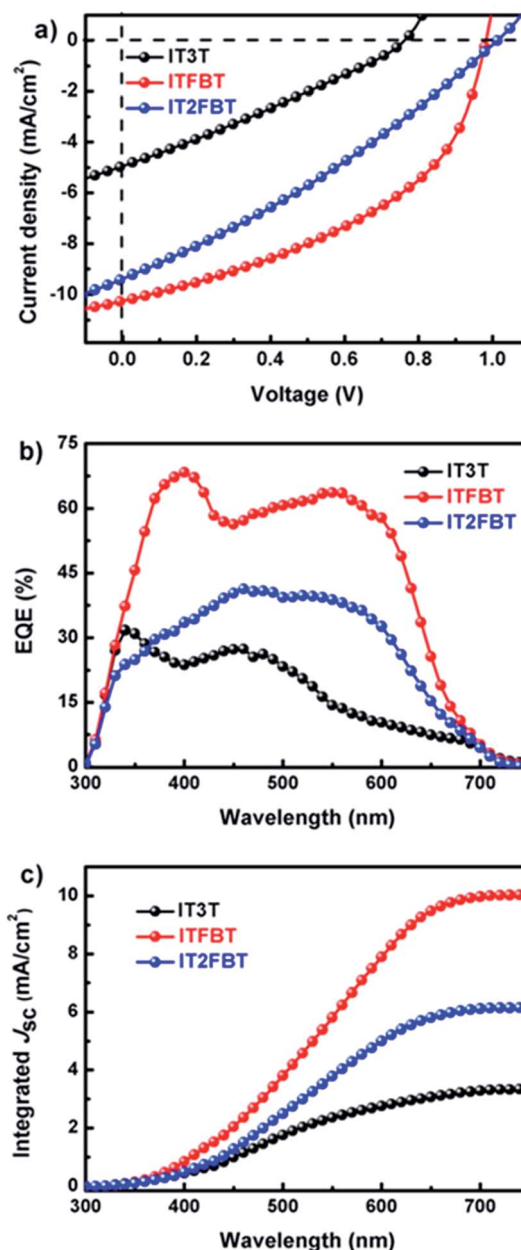 a)
IT3T
ITFBT
IT2FBT
0
-2
-4
-6
-8
-10
Current density (mA/cm²)
0.0 0.2 0.4 0.6 0.8 1.0
Voltage (V)
b)
IT3T
ITFBT
IT2FBT
75
60
45
30
15
0
EQE (%)
300 400 500 600 700
Wavelength (nm)
c)
IT3T
ITFBT
IT2FBT
10
8
6
4
2
0
Integrated JSC (mA/cm²)
300 400 500 600 700
Wavelength (nm)